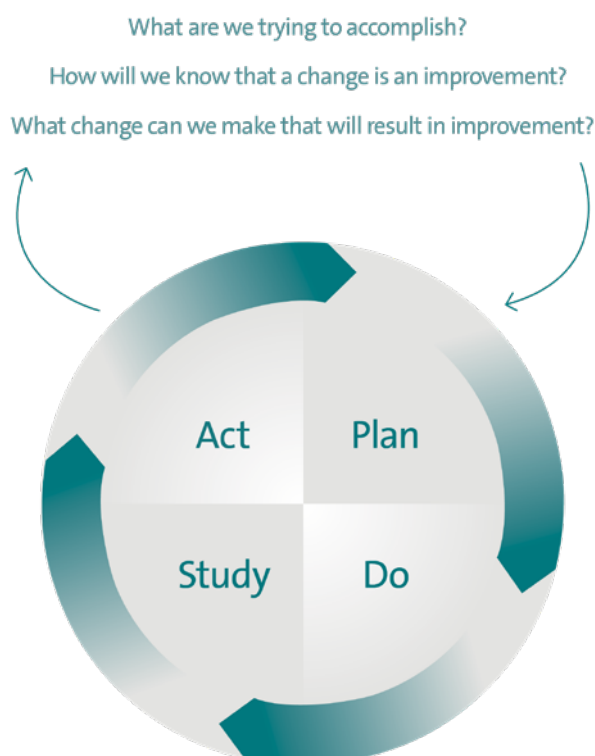 What are we trying to accomplish?
How will we know that a change is an improvement?
What change can we make that will result in improvement?
Act
Plan
Study
Do